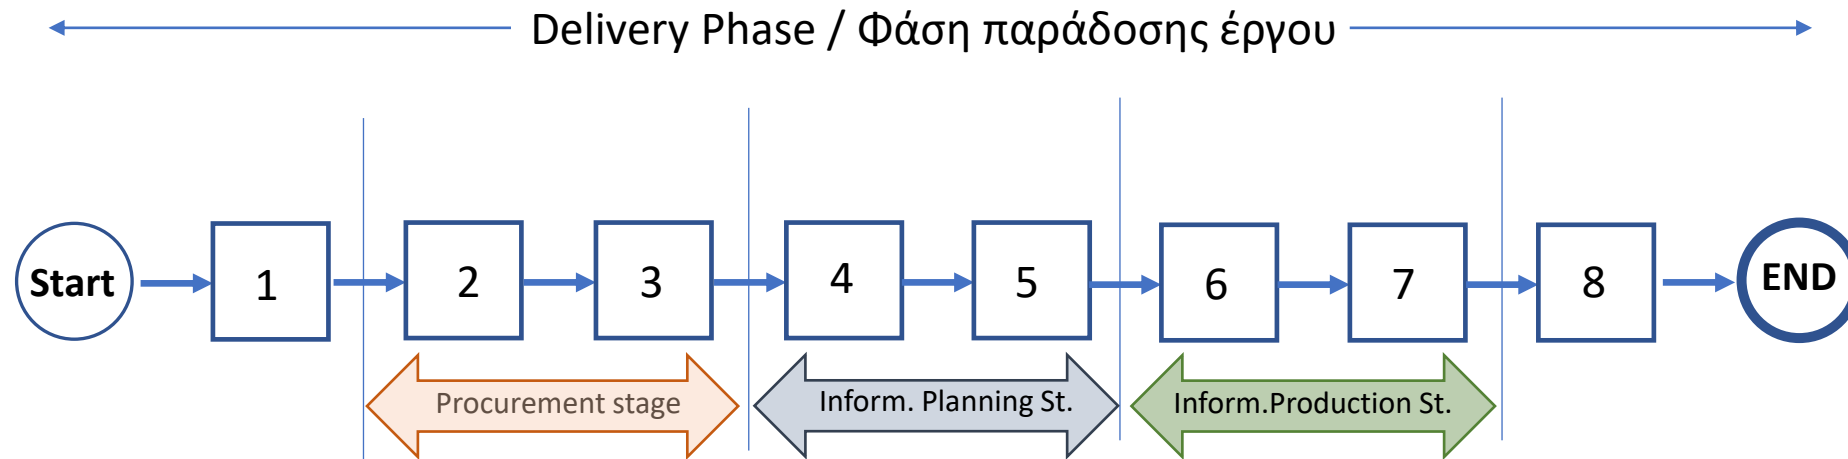 Delivery Phase / Φάση παράδοσης έργου
Start
1
2
3
4
5
6
7
8
END
Procurement stage
Inform. Planning St.
Inform.Production St.